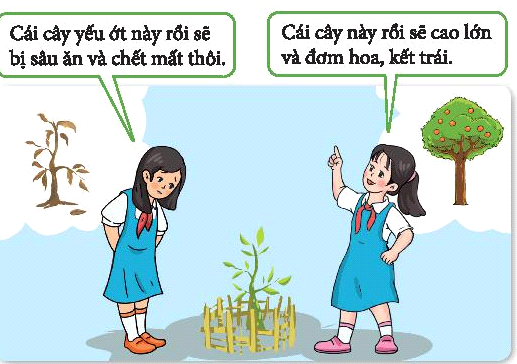 Cái cây yếu ớt này rồi sẽ
bị sâu ăn và chết mất thôi.
Cái cây này rồi sẽ cao lớn
và đơm hoa, kết trái.